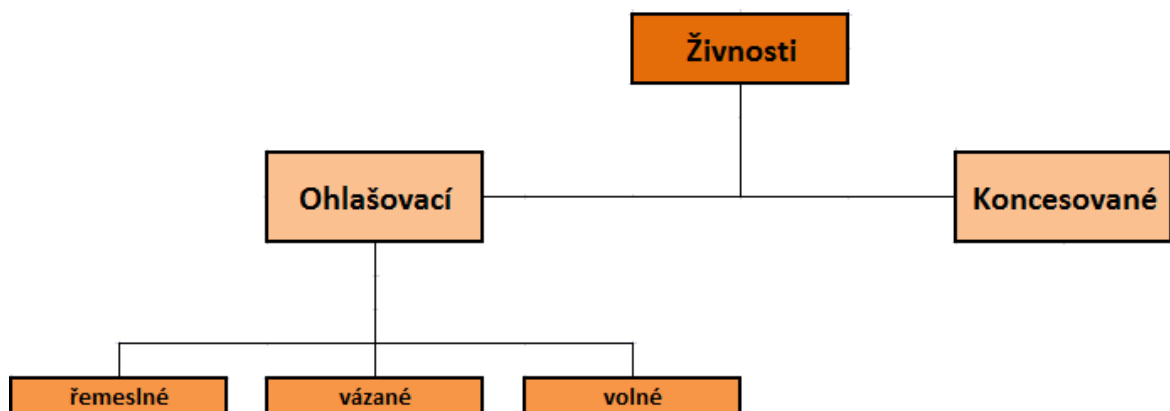 Živnosti
Ohlašovací
Koncesované
řemeslné
vázané
volné